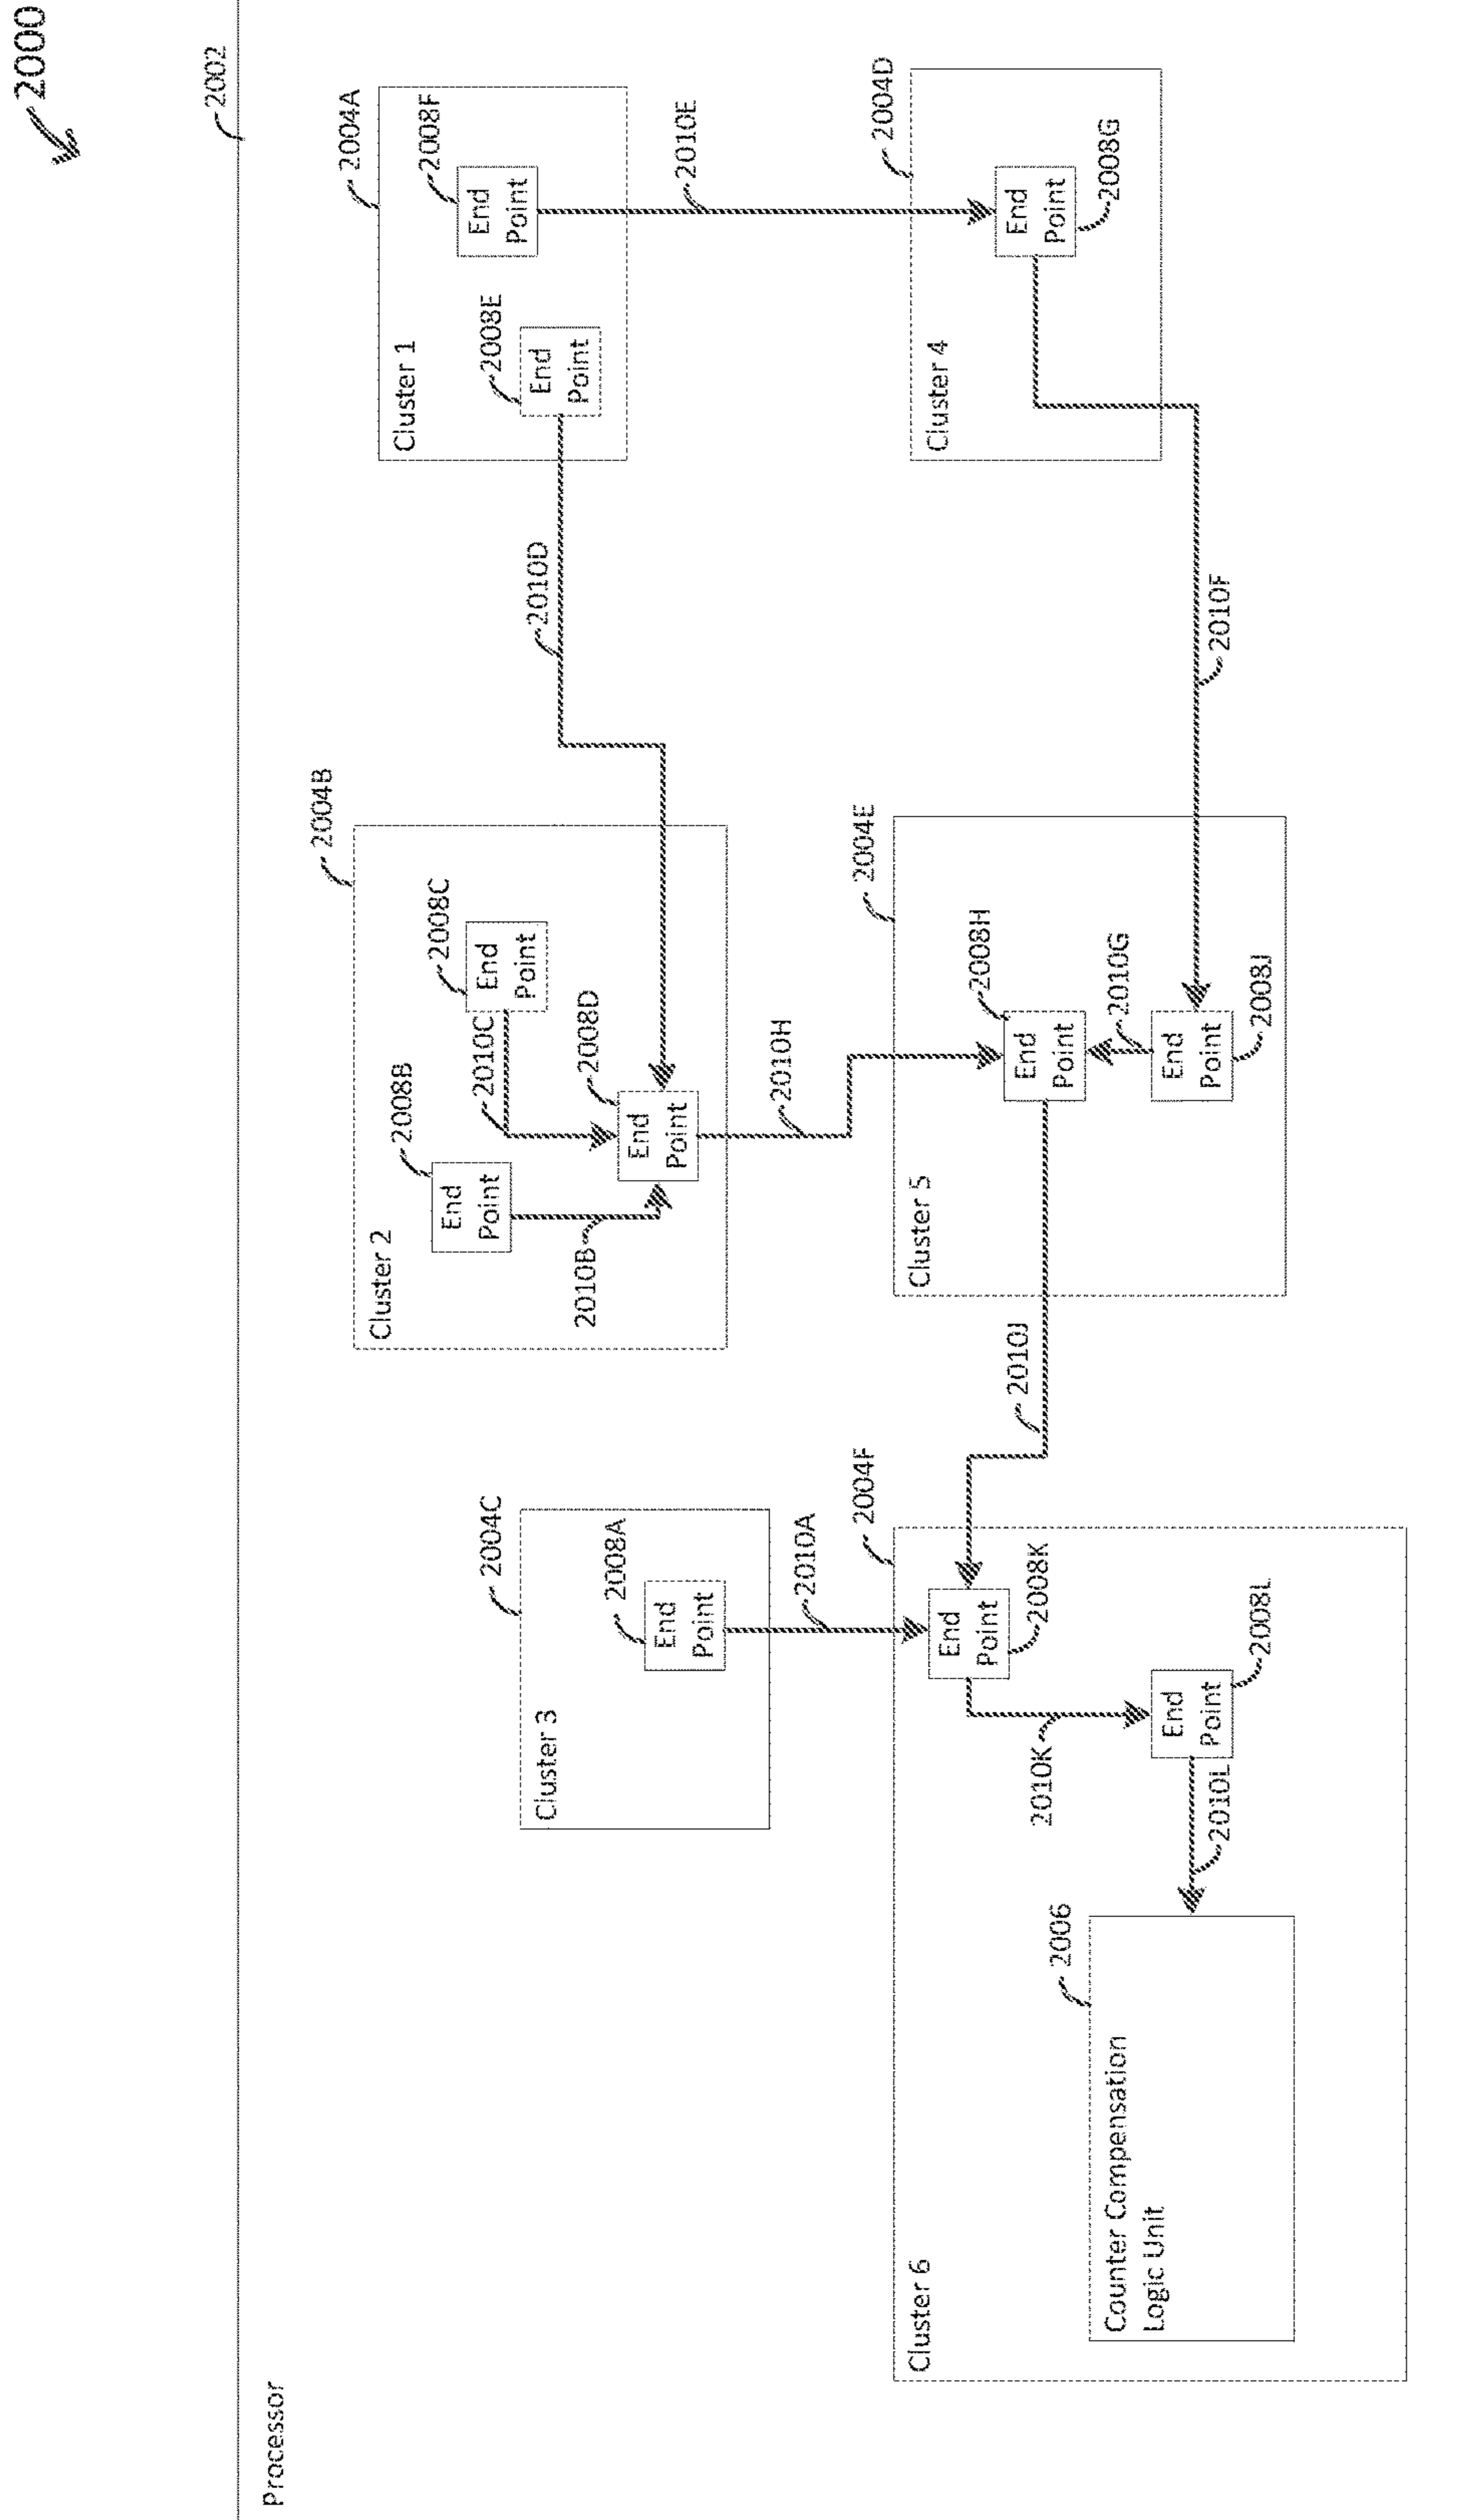 2000
2002
Processor
Cluster 3
2004C
2008A
End
Point
2010A
Cluster 2
2004B
2008B
End
Point
2008C
End
Point
2010C
2010B
2008D
End
Point
2010H
2010D
Cluster 1
2004A
2008E
End
Point
2008F
End
Point
2010E
Cluster 6
2004F
End
Point
2008K
2010K
End
Point
2008L
2010L
2006
Counter Compensation
Logic Unit
2010J
Cluster 5
2004E
2008H
End
Point
2010G
End
Point
2008J
2010F
Cluster 4
2004D
End
Point
2008G